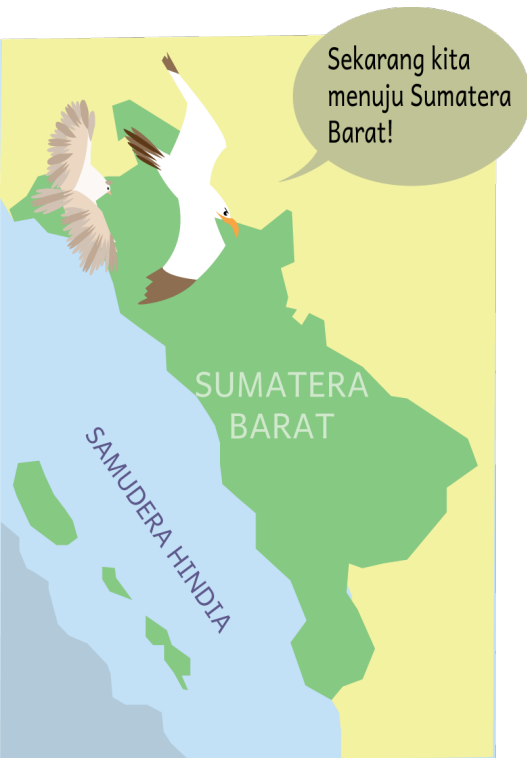 Sekarang kita
menuju Sumatera
Barat!
SUMATERA
BARAT
SAMUDERA HINDIA